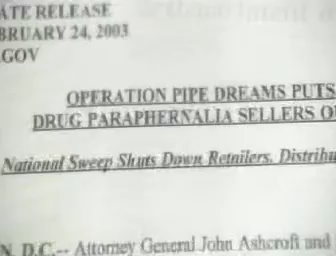 ATE RELEASE
BRUARY 24, 2003
GOV
OPERATION PIPE DREAMS PUTS
DRUG PARAPHERNALIA SELLERS O
National Sweep Shuts Down Retailers, Distribu
N, D.C.-- Attorney General John Ashcroft and